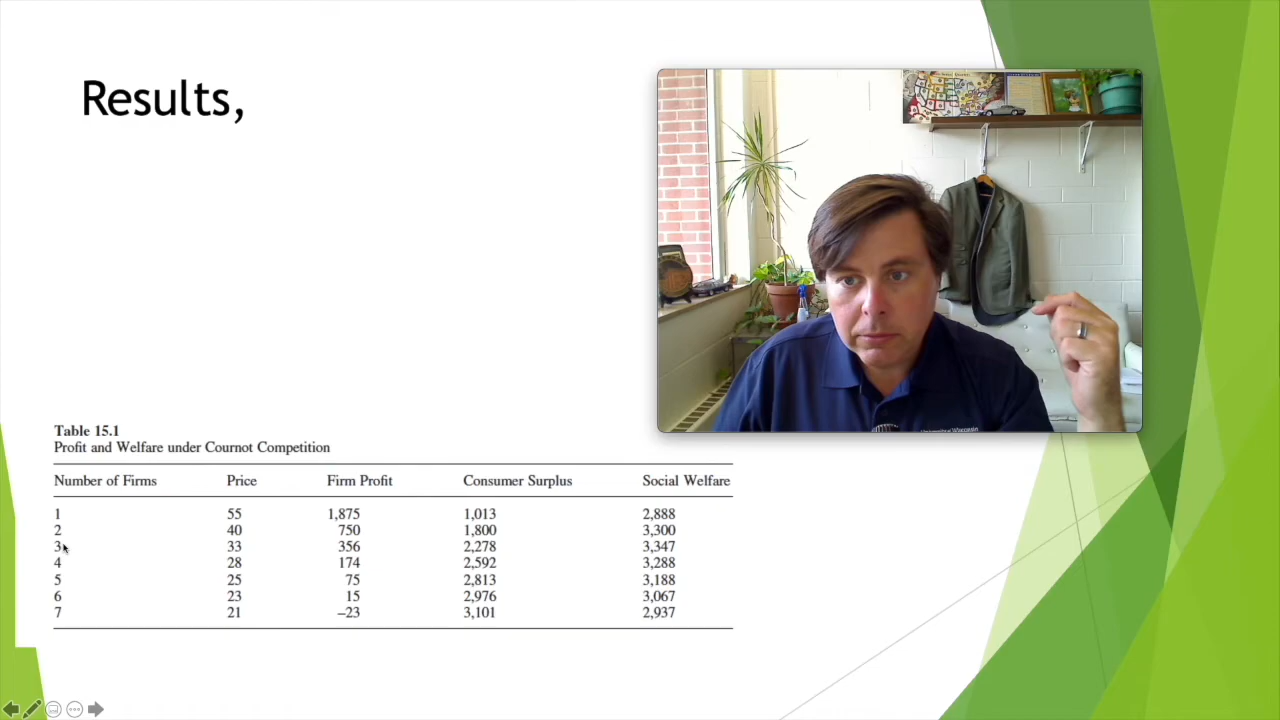 Results,
Table 15.1
Profit and Welfare under Cournot Competition
Number of Firms Price Firm Profit Consumer Surplus Social Welfare
1 55 1,875 1,013 2,888
2 40 750 1,800 3,300
3 33 356 2,278 3,347
4 28 174 2,592 3,288
5 25 75 2,813 3,188
6 23 15 2,976 3,067
7 21 –23 3,101 2,937